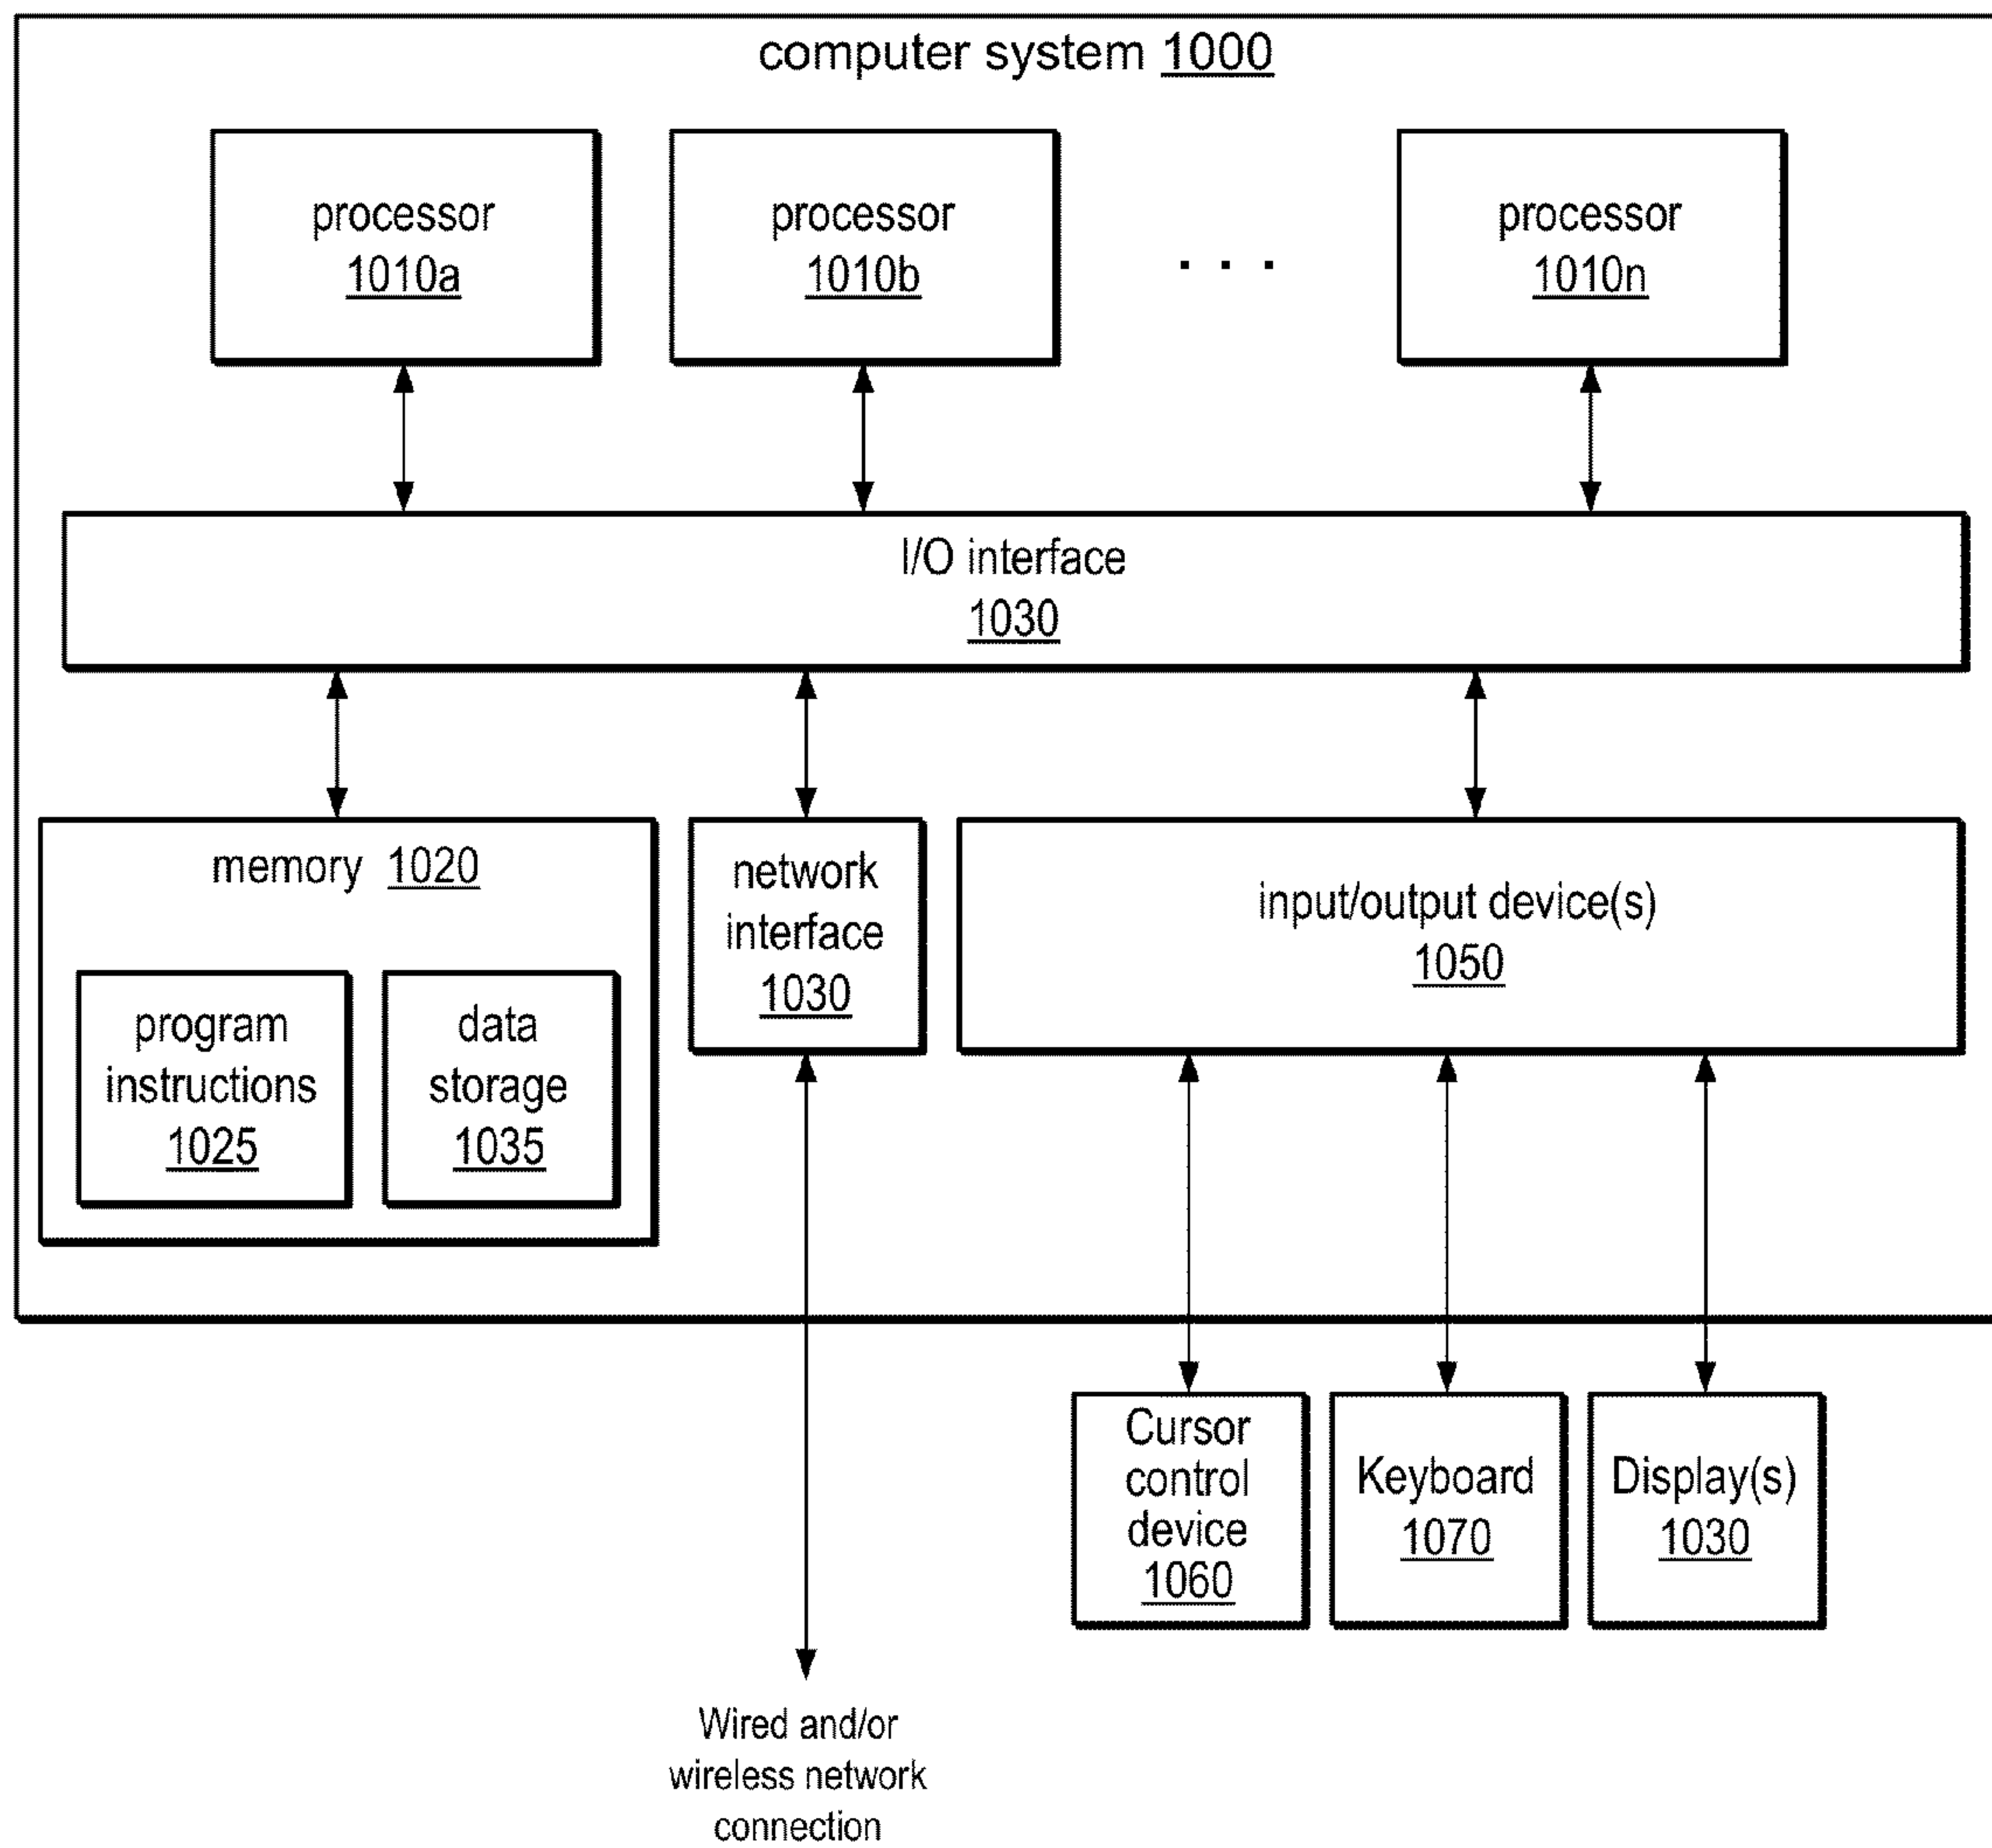 computer system 1000
processor
1010a
processor
1010b
. . .
processor
1010n
I/O interface
1030
memory 1020
program
instructions
1025
data
storage
1035
network
interface
1030
input/output device(s)
1050
Cursor
control
device
1060
Keyboard
1070
Display(s)
1030
Wired and/or
wireless network
connection